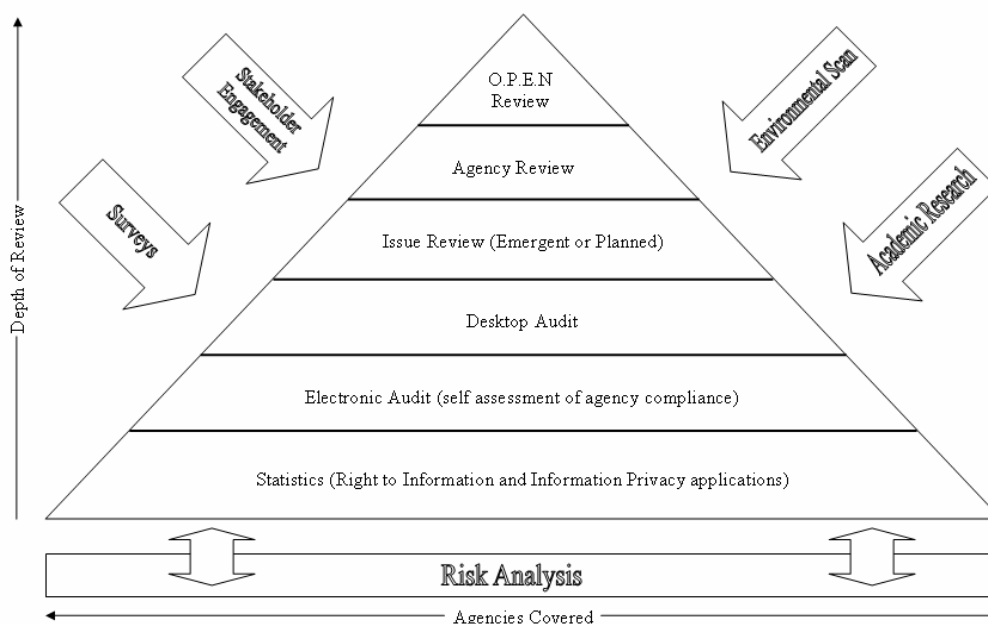 O.P.E.N
Review
Stakeholder
Engagement
Environmental Scan
Agency Review
Surveys
Academic Research
Issue Review (Emergent or Planned)
Depth of Review
Desktop Audit
Electronic Audit (self assessment of agency compliance)
Statistics (Right to Information and Information Privacy applications)
Risk Analysis
Agencies Covered